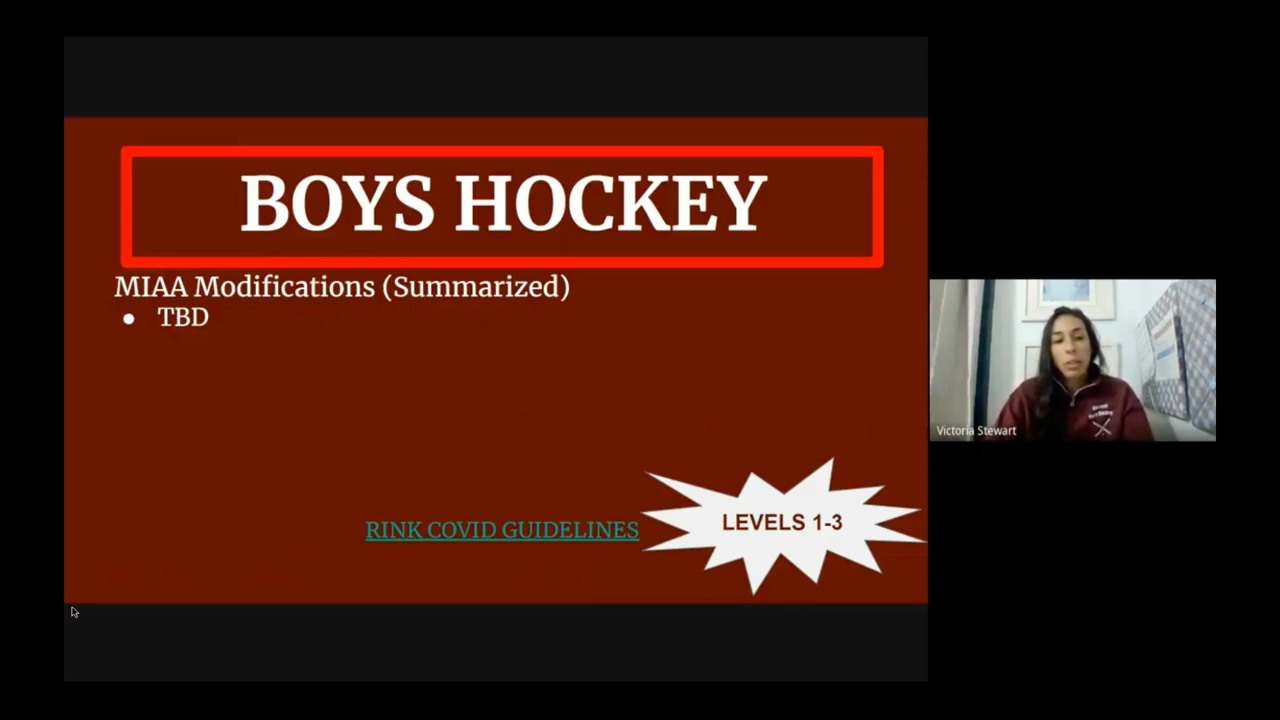 BOYS HOCKEY
MIAA Modifications (Summarized)
● TBD
RINK COVID GUIDELINES
LEVELS 1-3
Victoria Stewart